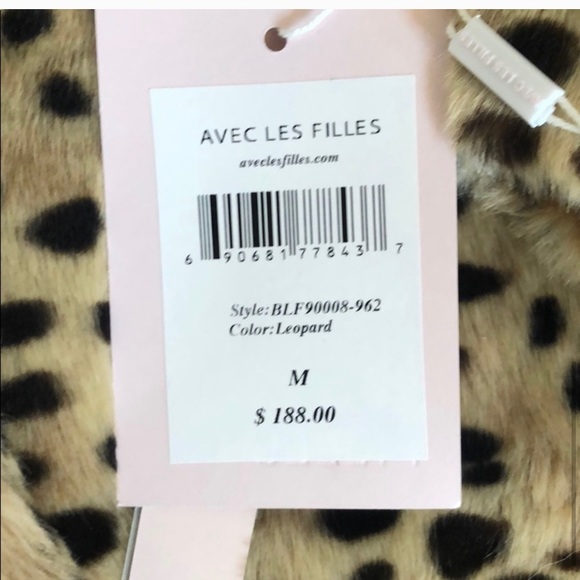 AVEC LES FILLES
aveclesfilles.com
6 90681 77843 7
Style:BLF90008-962
Color:Leopard
M
$ 188.00